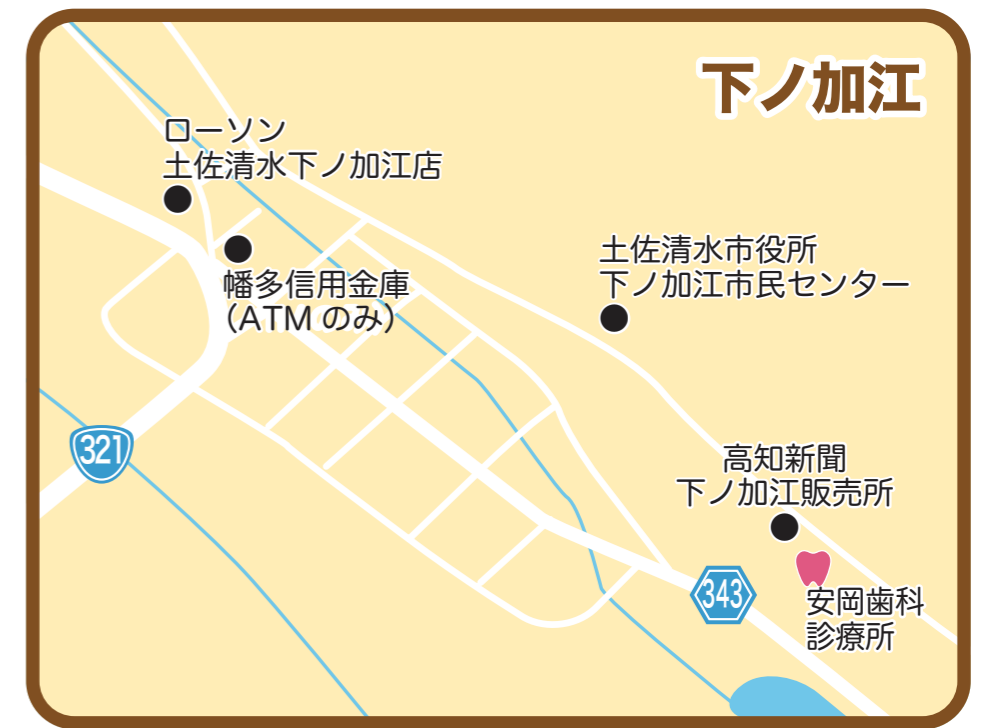 下ノ加江
ローソン
土佐清水下ノ加江店
幡多信用金庫
（ATMのみ）
土佐清水市役所
下ノ加江市民センター
321
高知新聞
下ノ加江販売所
343
安岡歯科
診療所